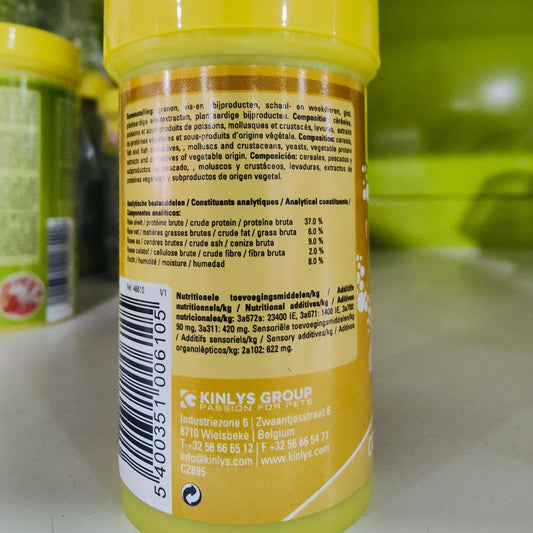 Samenstelling: granen, vis-en bijproducten, schaal- en weekdieren, gist,
plantaardige eiwitextracten, plantaardige bijproducten. Composition: céréales,
poissons et sous-produits de poissons, mollusques et crustacés, levures, extraits
de protéines végétales et sous-produits d'origine végétale. Composition: cereals,
fish and fish derivatives, , molluscs and crustaceans, yeasts, vegetable protein
extracts and derivatives of vegetable origin. Composición: cereales, pescados y
subproductos de pescado, , moluscos y crustáceos, levaduras, extractos de
proteínas vegetales y subproductos de origen vegetal.
Analytische bestanddelen / Constituants analytiques / Analytical constituents /
Componentes analíticos:
Ruw eiwit / protéine brute / crude protein / proteína bruta 37.0 %
Ruw vet / matières grasses brutes / crude fat / grasa bruta 6.0 %
Ruwe as / cendres brutes / crude ash / ceniza bruta 9.0 %
Ruwe celstof / cellulose brute / crude fibre / fibra bruta 2.0 %
Vocht / humidité / moisture / humedad 8.0 %
Ref. 46810 V1
Nutritionele toevoegingsmiddelen/kg / Additifs
nutritionnels/kg / Nutritional additives/kg / Aditivos
nutricionales/kg: 3a672a: 23400 IE, 3a671: 1400 IE, 3a700:
90 mg, 3a311: 420 mg. Sensoriële toevoegingsmiddelen/kg
/ Additifs sensoriels/kg / Sensory additives/kg / Aditivos
organolépticos/kg: 2a102: 622 mg.
5 400351 006105
KINLYS GROUP
PASSION FOR PETS
Industriezone 6 | Zwaantjesstraat 8
8710 Wielsbeke | Belgium
T +32 56 66 65 12 | F +32 56 66 54 77
info@kinlys.com | www.kinlys.com
CZ895